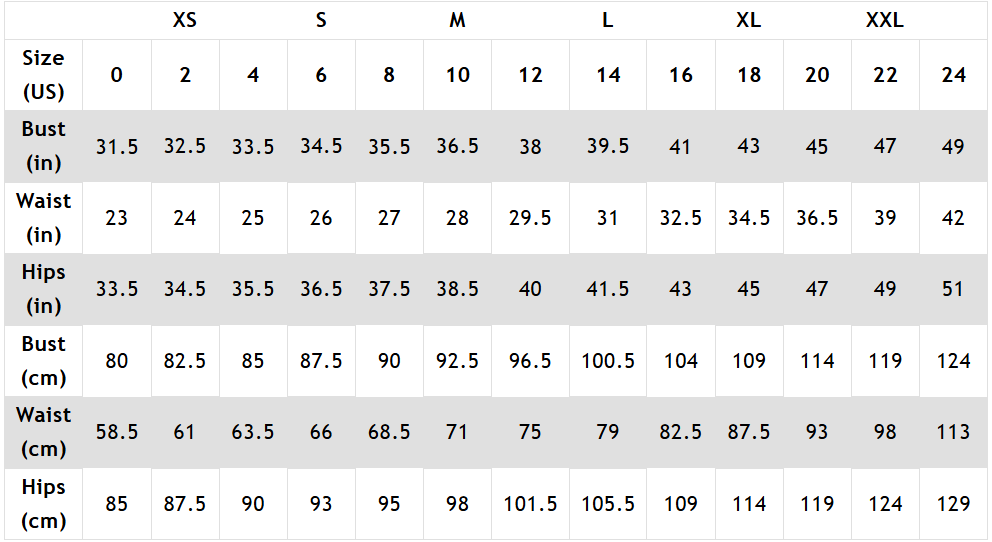 XS S M L XL XXL
Size (US) 0 2 4 6 8 10 12 14 16 18 20 22 24
Bust (in) 31.5 32.5 33.5 34.5 35.5 36.5 38 39.5 41 43 45 47 49
Waist (in) 23 24 25 26 27 28 29.5 31 32.5 34.5 36.5 39 42
Hips (in) 33.5 34.5 35.5 36.5 37.5 38.5 40 41.5 43 45 47 49 51
Bust (cm) 80 82.5 85 87.5 90 92.5 96.5 100.5 104 109 114 119 124
Waist (cm) 58.5 61 63.5 66 68.5 71 75 79 82.5 87.5 93 98 113
Hips (cm) 85 87.5 90 93 95 98 101.5 105.5 109 114 119 124 129